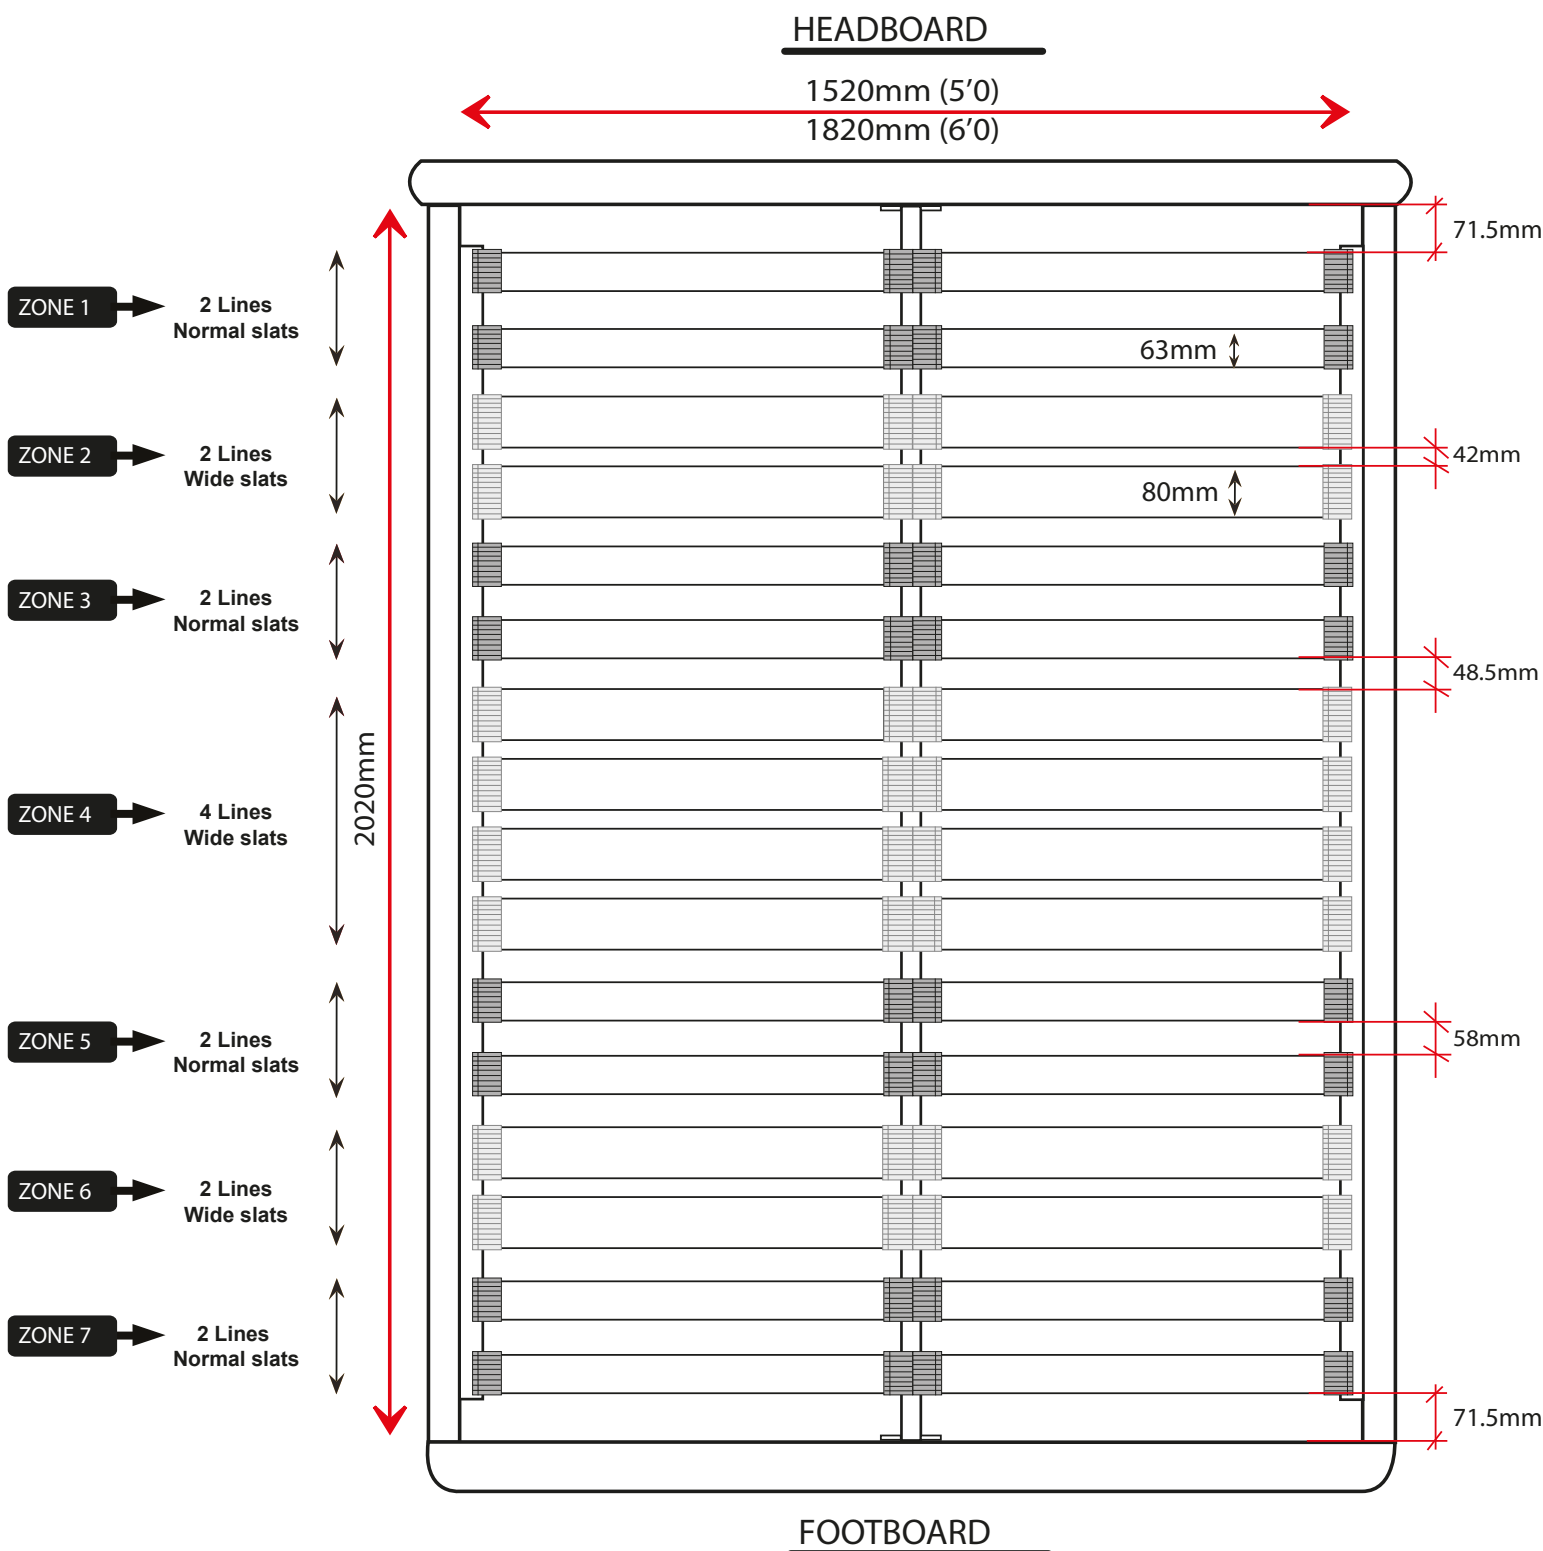 HEADBOARD
1520mm (5’0)
1820mm (6’0)
71.5mm
ZONE 1
2 Lines
Normal slats
63mm
ZONE 2
2 Lines
Wide slats
42mm
80mm
ZONE 3
2 Lines
Normal slats
48.5mm
2020mm
ZONE 4
4 Lines
Wide slats
ZONE 5
2 Lines
Normal slats
58mm
ZONE 6
2 Lines
Wide slats
ZONE 7
2 Lines
Normal slats
71.5mm
FOOTBOARD